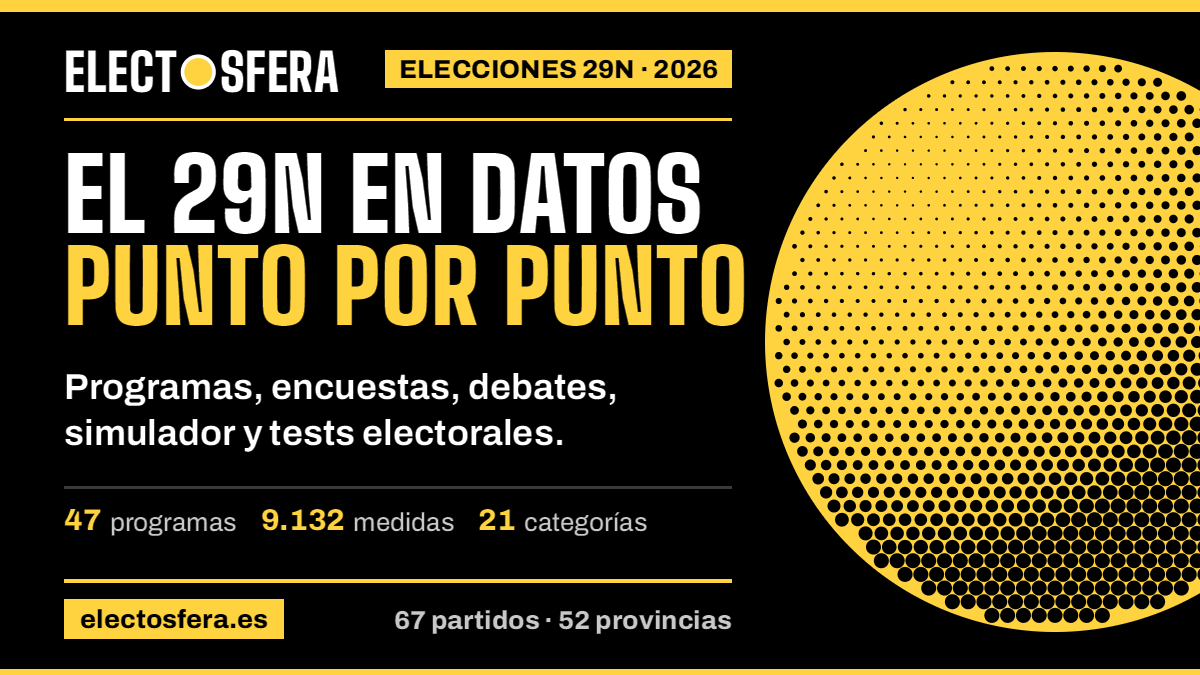 ELECTOSFERA
ELECCIONES 29N · 2026
EL 29N EN DATOS
PUNTO POR PUNTO
Programas, encuestas, debates,
simulador y tests electorales.
47 programas 9.132 medidas 21 categorías
electosfera.es
67 partidos · 52 provincias